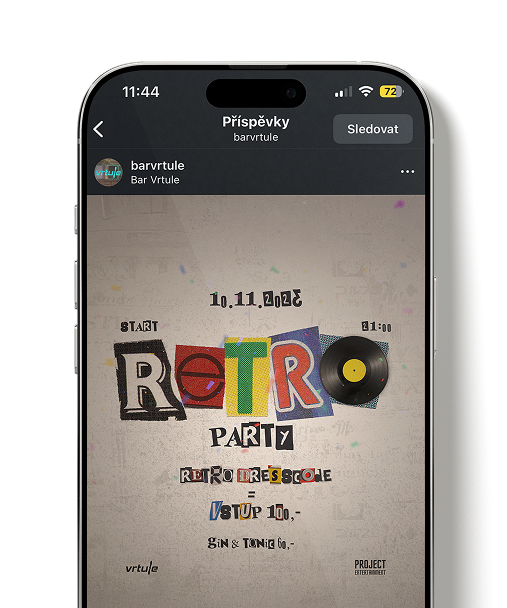 11:44
72
Příspěvky
barvrtule
Sledovat
vrtule
barvrtule
Bar Vrtule
10.11.2023
START
21:00
RETRO
PARTY
RETRO DRESSCODE
=
VSTUP 100,-
GIN & TONIC 60,-
vrtule
PROJECT
ENTERTAINMENT